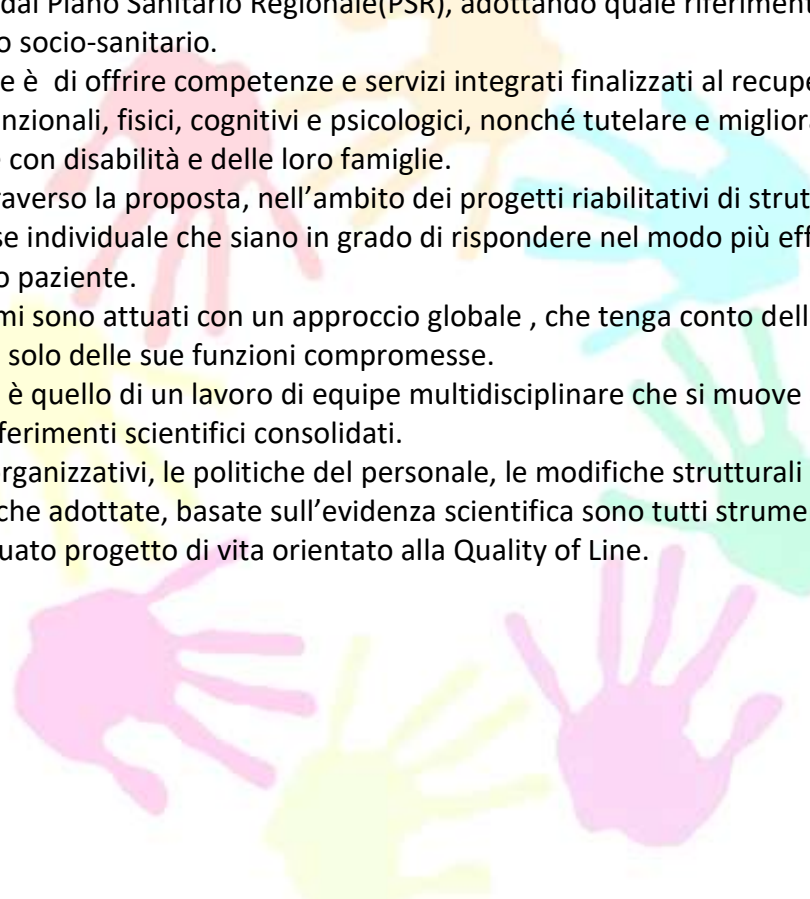 dal Piano Sanitario Regionale(PSR), adottando quale riferiment
o socio-sanitario.
e è  di offrire competenze e servizi integrati finalizzati al recupe
nzionali, fisici, cognitivi e psicologici, nonché tutelare e migliora
con disabilità e delle loro famiglie.
averso la proposta, nell’ambito dei progetti riabilitativi di strut
se individuale che siano in grado di rispondere nel modo più eff
o paziente.
mi sono attuati con un approccio globale , che tenga conto dell
solo delle sue funzioni compromesse.
è quello di un lavoro di equipe multidisciplinare che si muove
ferimenti scientifici consolidati.
rganizzativi, le politiche del personale, le modifiche strutturali
che adottate, basate sull’evidenza scientifica sono tutti strume
uato progetto di vita orientato alla Quality of Line.